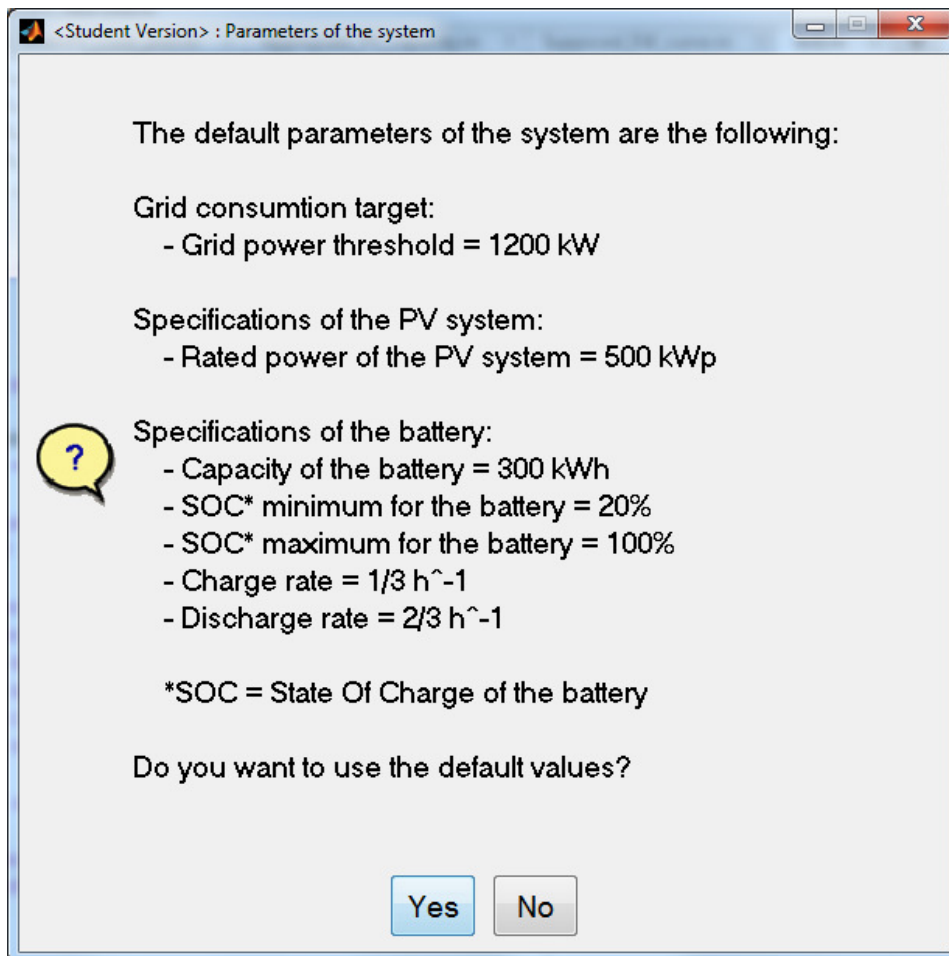 <Student Version> : Parameters of the system
The default parameters of the system are the following:
Grid consumtion target:
- Grid power threshold = 1200 kW
Specifications of the PV system:
- Rated power of the PV system = 500 kWp
Specifications of the battery:
- Capacity of the battery = 300 kWh
- SOC* minimum for the battery = 20%
- SOC* maximum for the battery = 100%
- Charge rate = 1/3 h^-1
- Discharge rate = 2/3 h^-1
*SOC = State Of Charge of the battery
Do you want to use the default values?
Yes No